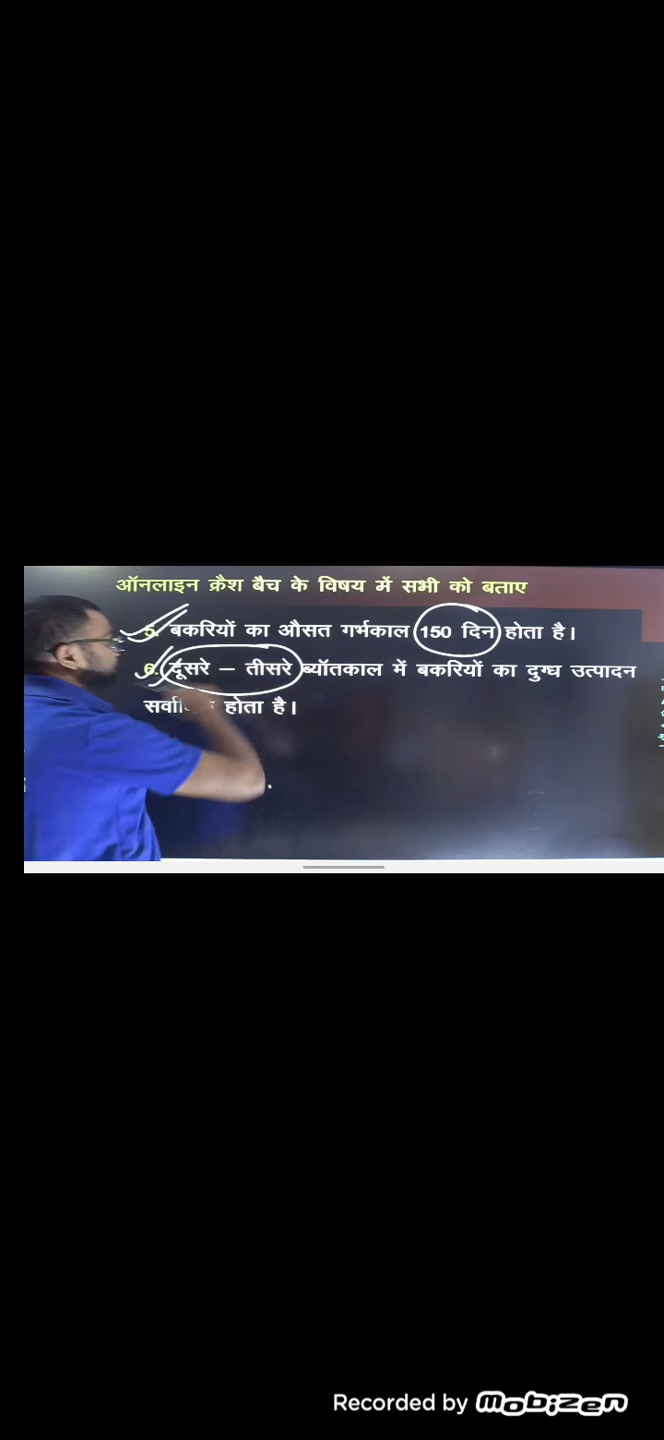 ऑनलाइन क्रैश बैच के विषय में सभी को बताए
5. बकरियों का औसत गर्भकाल 150 दिन होता है।
6. दूसरे – तीसरे ब्यॉतकाल में बकरियों का दुग्ध उत्पादन
होता है।
Recorded by mobizen